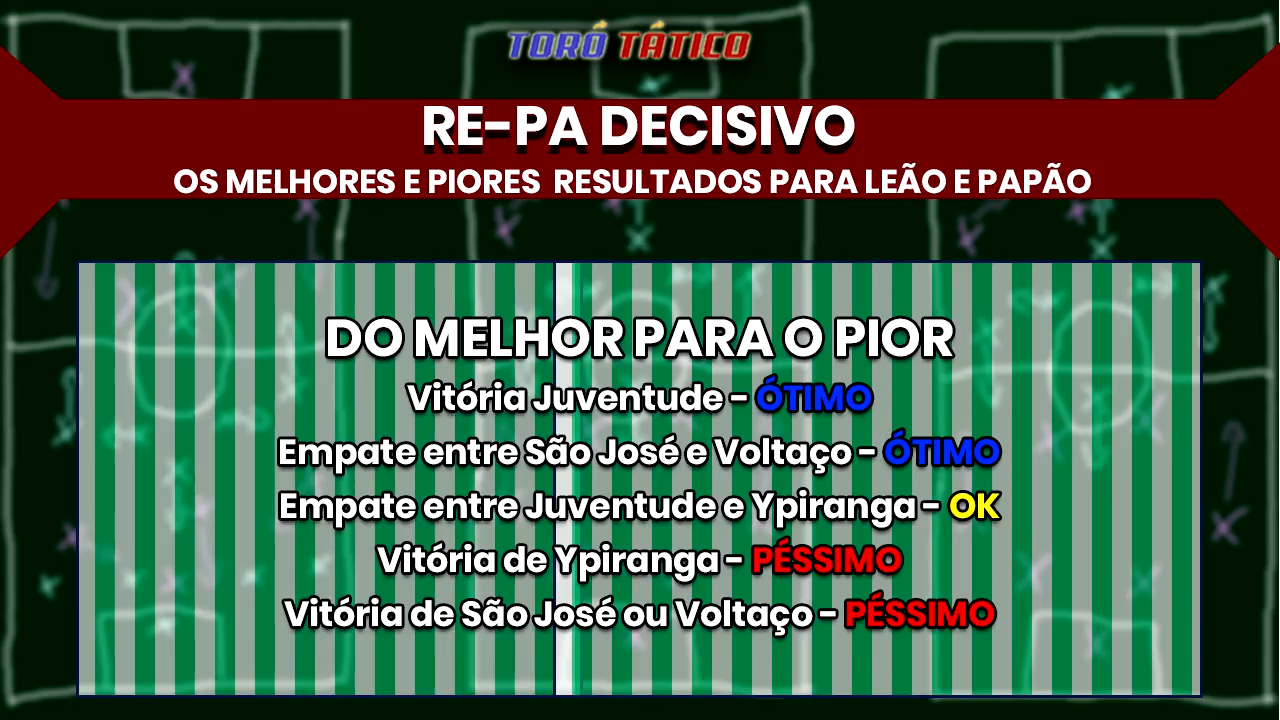 TORÓ TÁTICO
RE-PA DECISIVO
OS MELHORES E PIORES RESULTADOS PARA LEÃO E PAPÃO
DO MELHOR PARA O PIOR
Vitória Juventude - ÓTIMO
Empate entre São José e Voltaço - ÓTIMO
Empate entre Juventude e Ypiranga - OK
Vitória de Ypiranga - PÉSSIMO
Vitória de São José ou Voltaço - PÉSSIMO